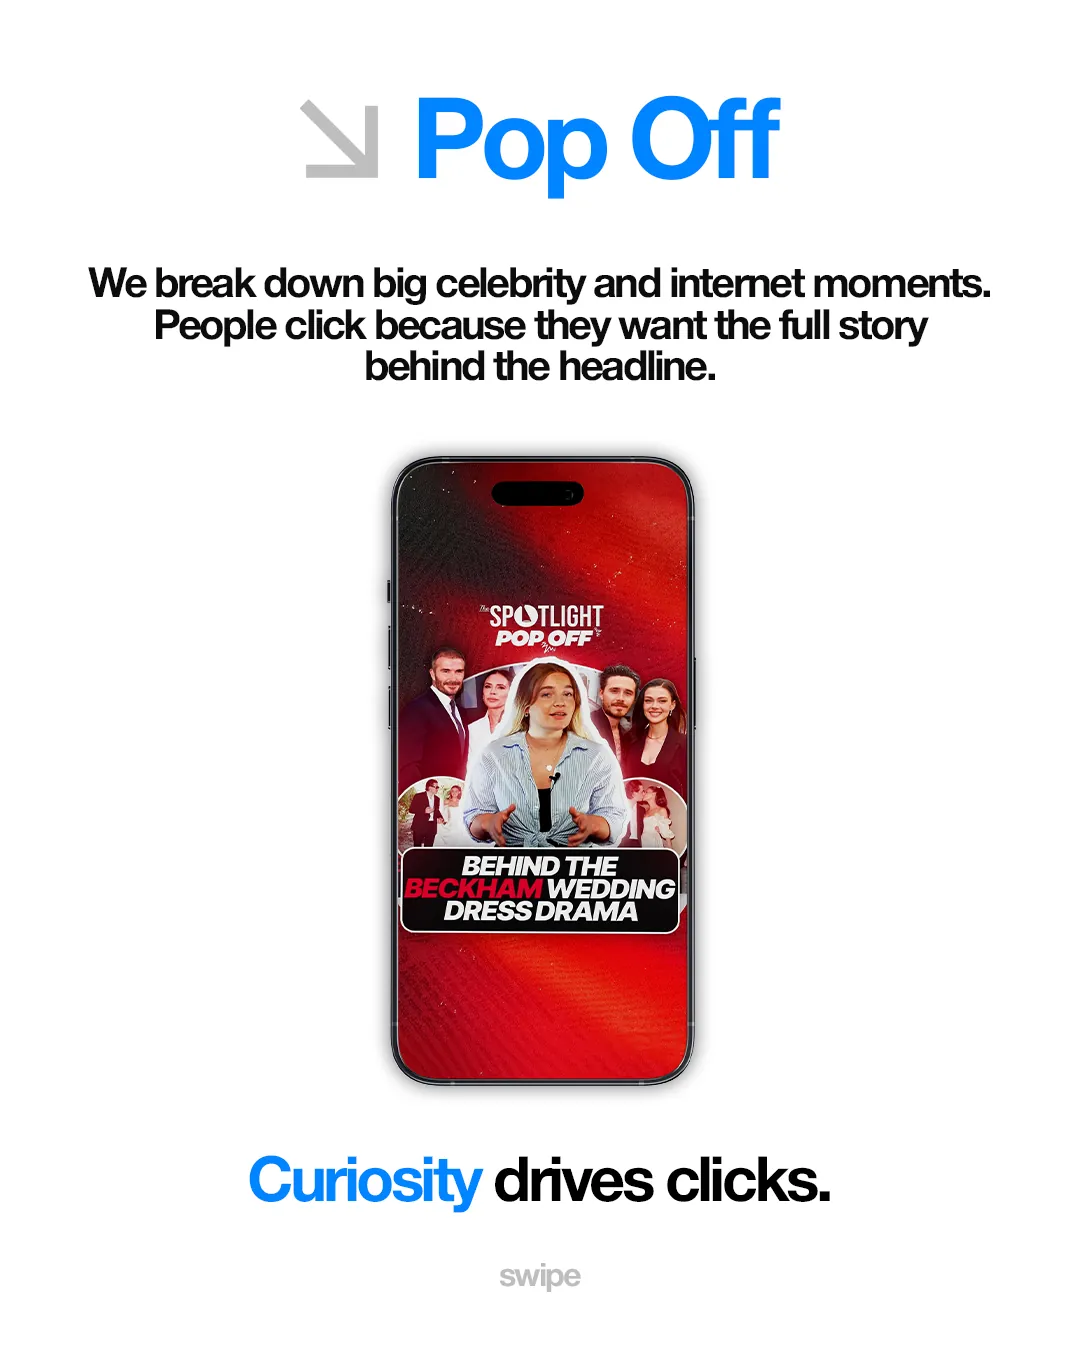 Pop Off
We break down big celebrity and internet moments.
People click because they want the full story
behind the headline.
The SPOTLIGHT
POP OFF
BEHIND THE
BECKHAM WEDDING
DRESS DRAMA
Curiosity drives clicks.
swipe